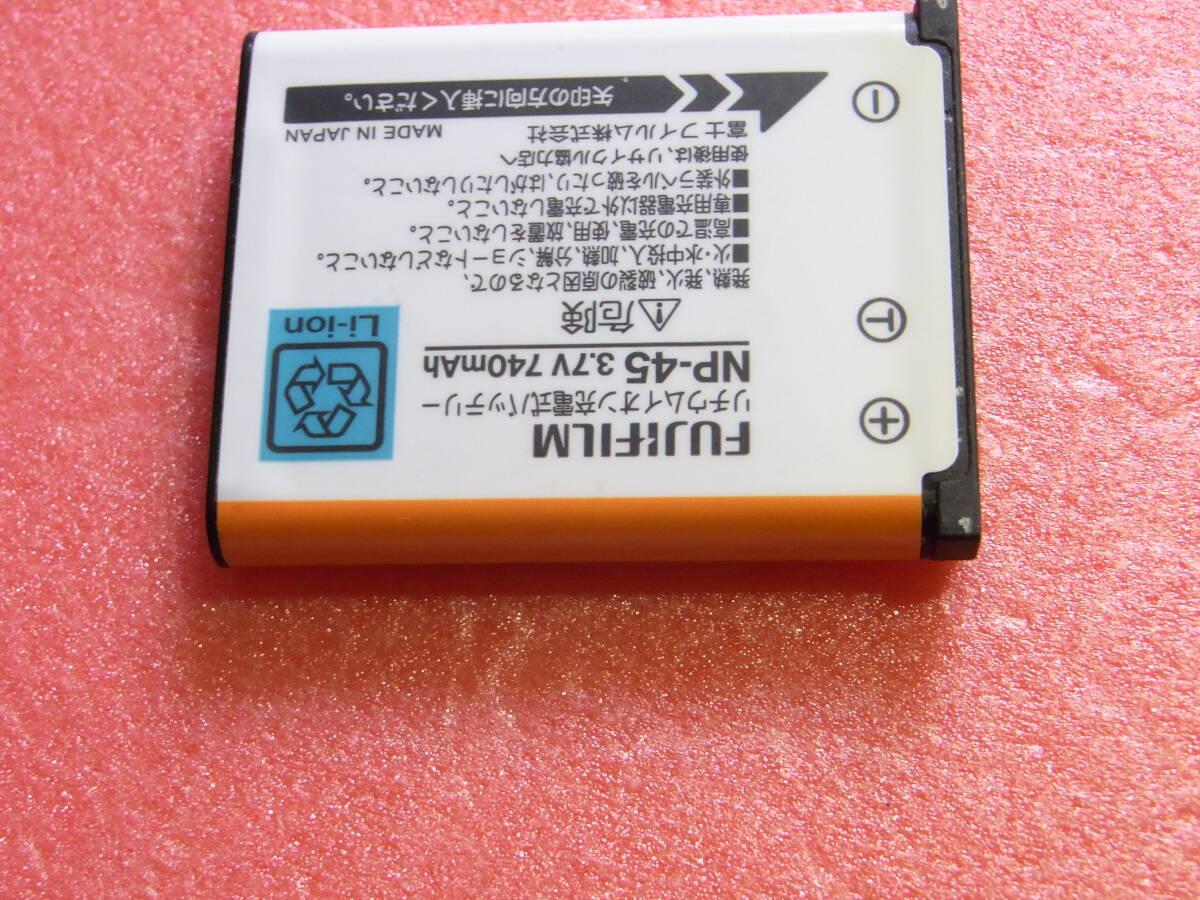 FUJIFILM
リチウムイオン充電式バッテリー
NP-45 3.7V 740mAh
危険
発熱、発火、破裂の原因となるので、
■火・水中投入、加熱、分解、ショートなどしないこと。
■高温での充電、使用、放置をしないこと。
■専用充電器以外で充電しないこと。
■外装ラベルを破ったり、はがしたりしないこと。
使用後は、リサイクル協力店へ
富士フイルム株式会社 MADE IN JAPAN
矢印の方向に挿入ください。
Li-ion
+
T
-